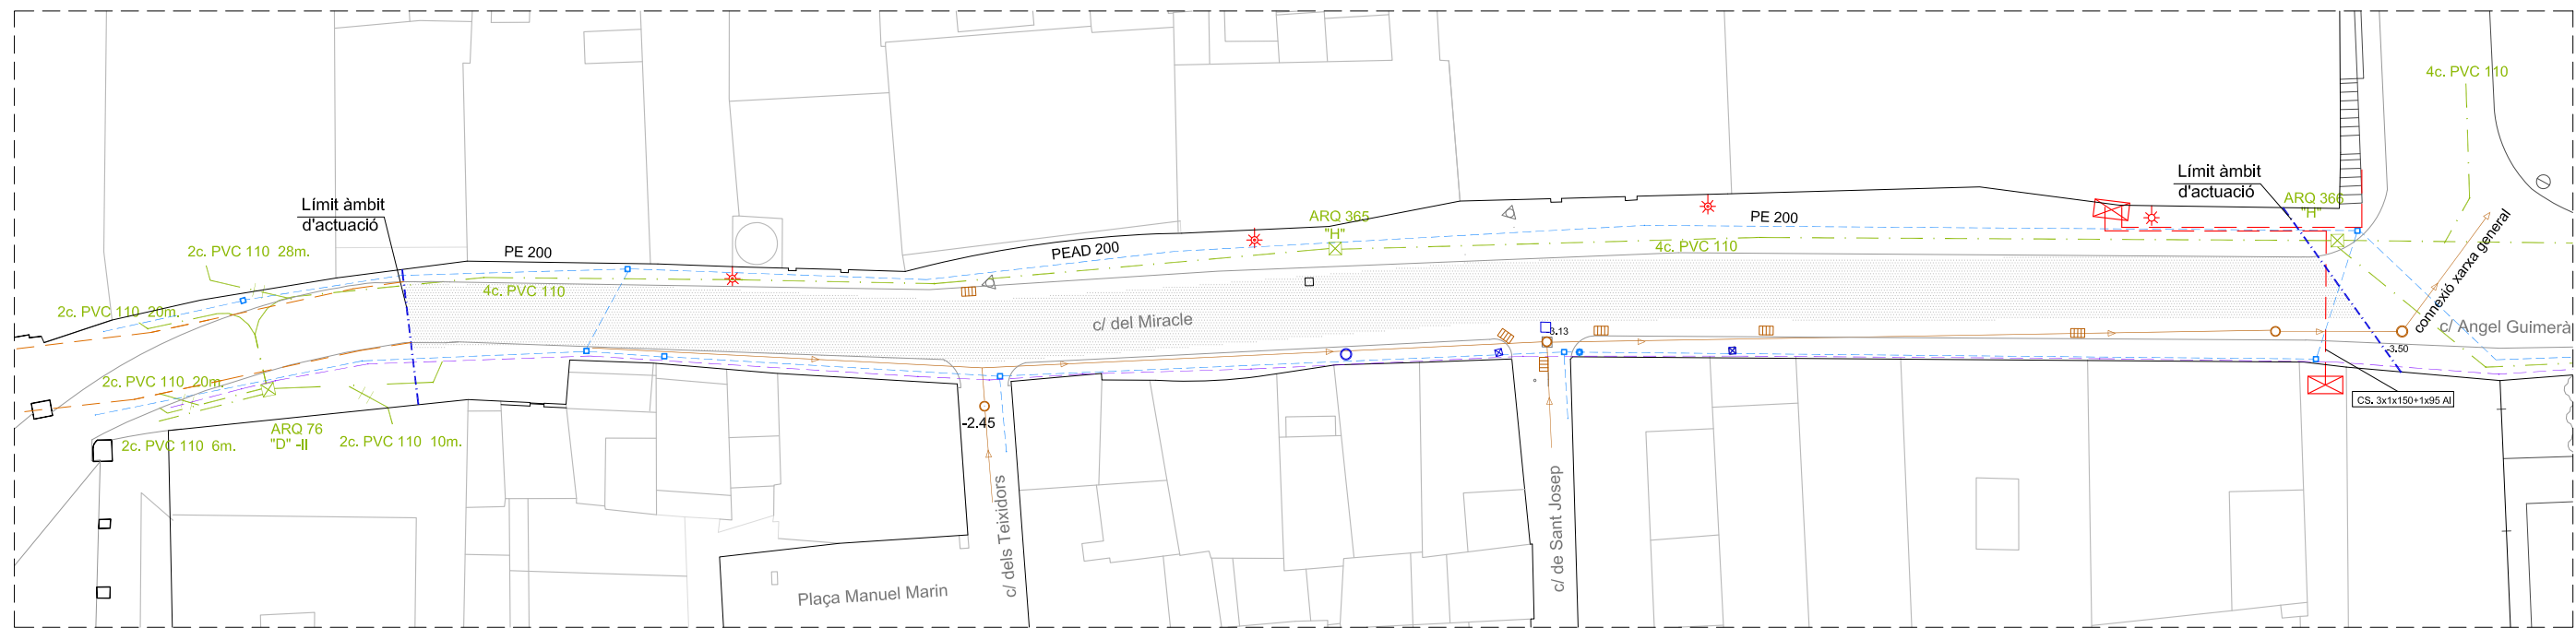 4c. PVC 110
Límit àmbit
d'actuació
Límit àmbit
d'actuació
ARQ 366
"H"
ARQ 365
"H"
PE 200
2c. PVC 110 28m.
PE 200
PEAD 200
4c. PVC 110
4c. PVC 110
2c. PVC 110 20m.
c/ del Miracle
-3.13
connexió xarxa general
c/ Angel Guimerà
-3.50
2c. PVC 110 20m.
CS. 3x1x150+1x95 Al
-2.45
ARQ 76
"D" -II
2c. PVC 110 6m.
2c. PVC 110 10m.
c/ dels Teixidors
c/ de Sant Josep
Plaça Manuel Marin